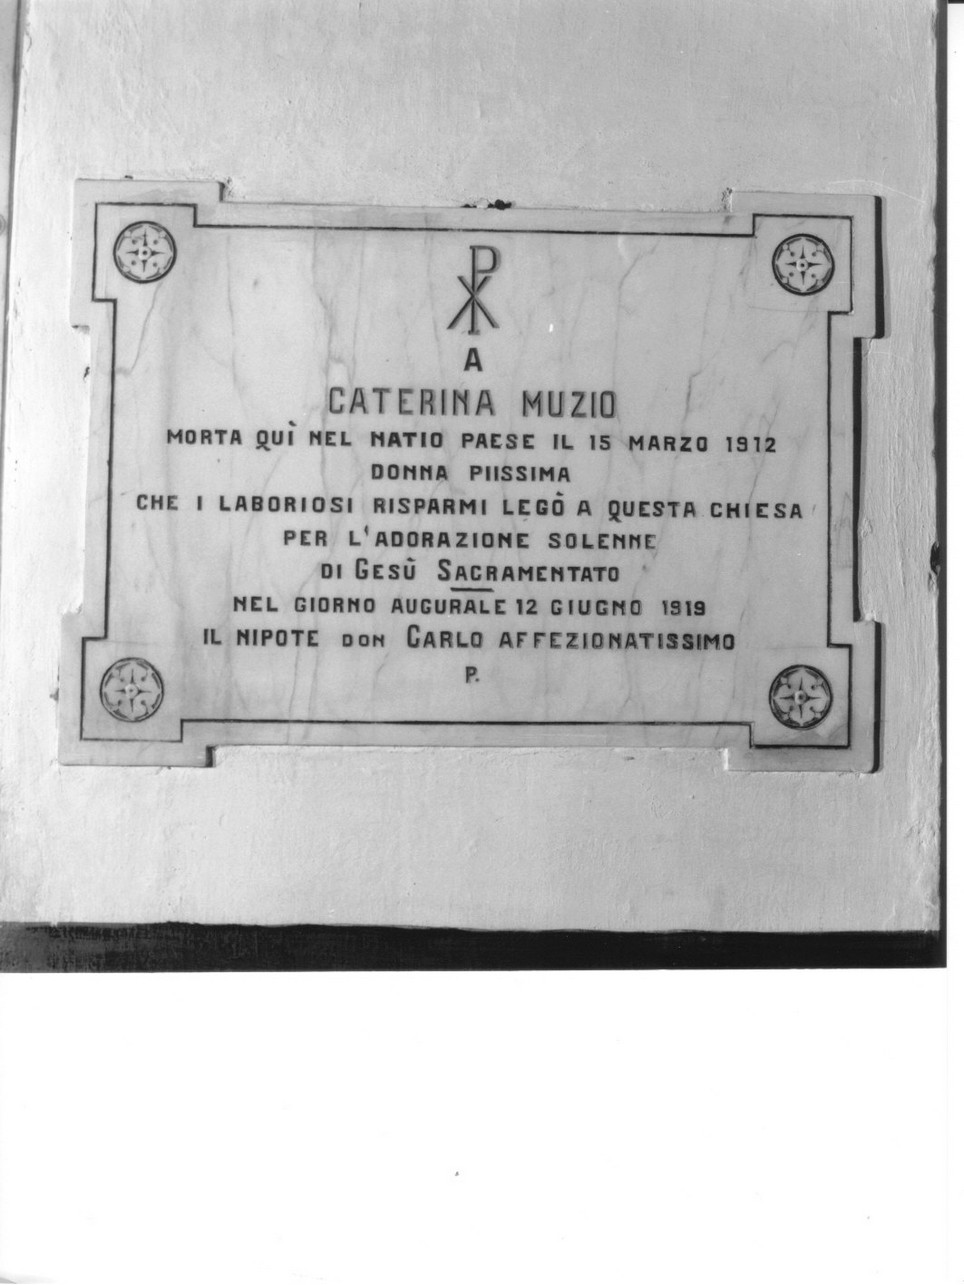 ☧
A
CATERINA MUZIO
MORTA QUÌ NEL NATIO PAESE IL 15 MARZO 1912
DONNA PIISSIMA
CHE I LABORIOSI RISPARMI LEGÒ A QUESTA CHIESA
PER L'ADORAZIONE SOLENNE
DI GESÙ SACRAMENTATO
NEL GIORNO AUGURALE 12 GIUGNO 1919
IL NIPOTE DON CARLO AFFEZIONATISSIMO
P.